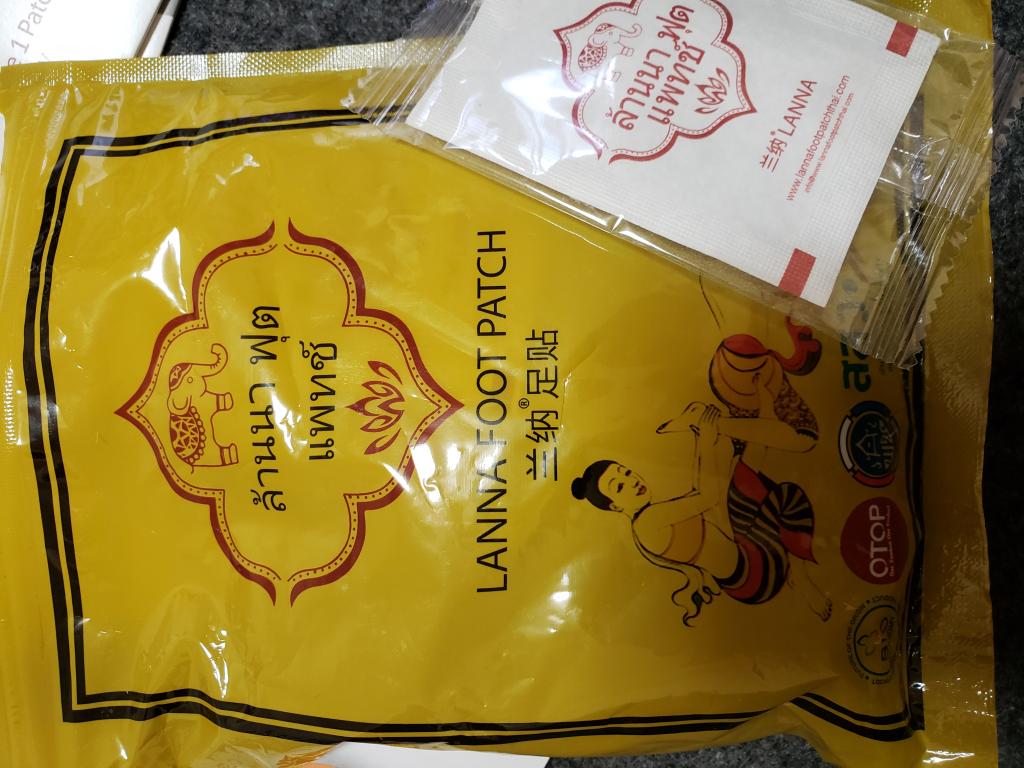 ล้านนา ฟุต
แพทช์
LANNA FOOT PATCH
兰纳® 足贴
OTOP
ล้านนา ฟุต
แพทช์
兰纳® LANNA
www.lannafootpatchthai.com